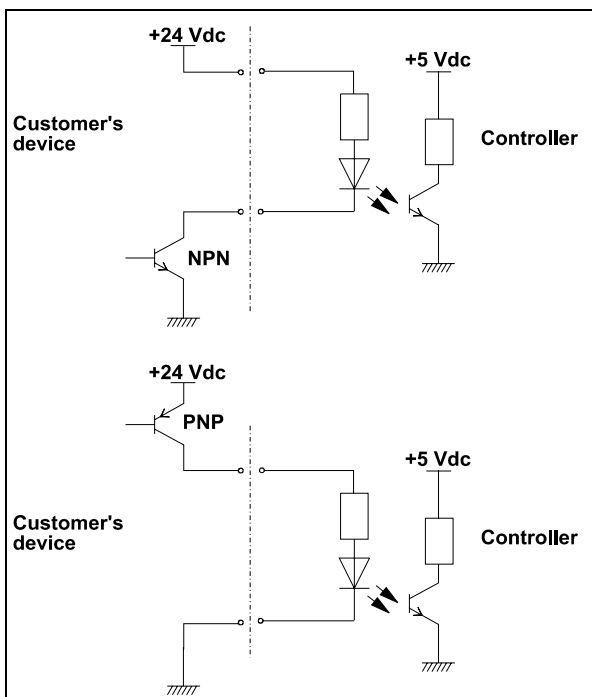 +24 Vdc
+5 Vdc
Customer's
device
Controller
NPN
+24 Vdc
PNP
+5 Vdc
Customer's
device
Controller